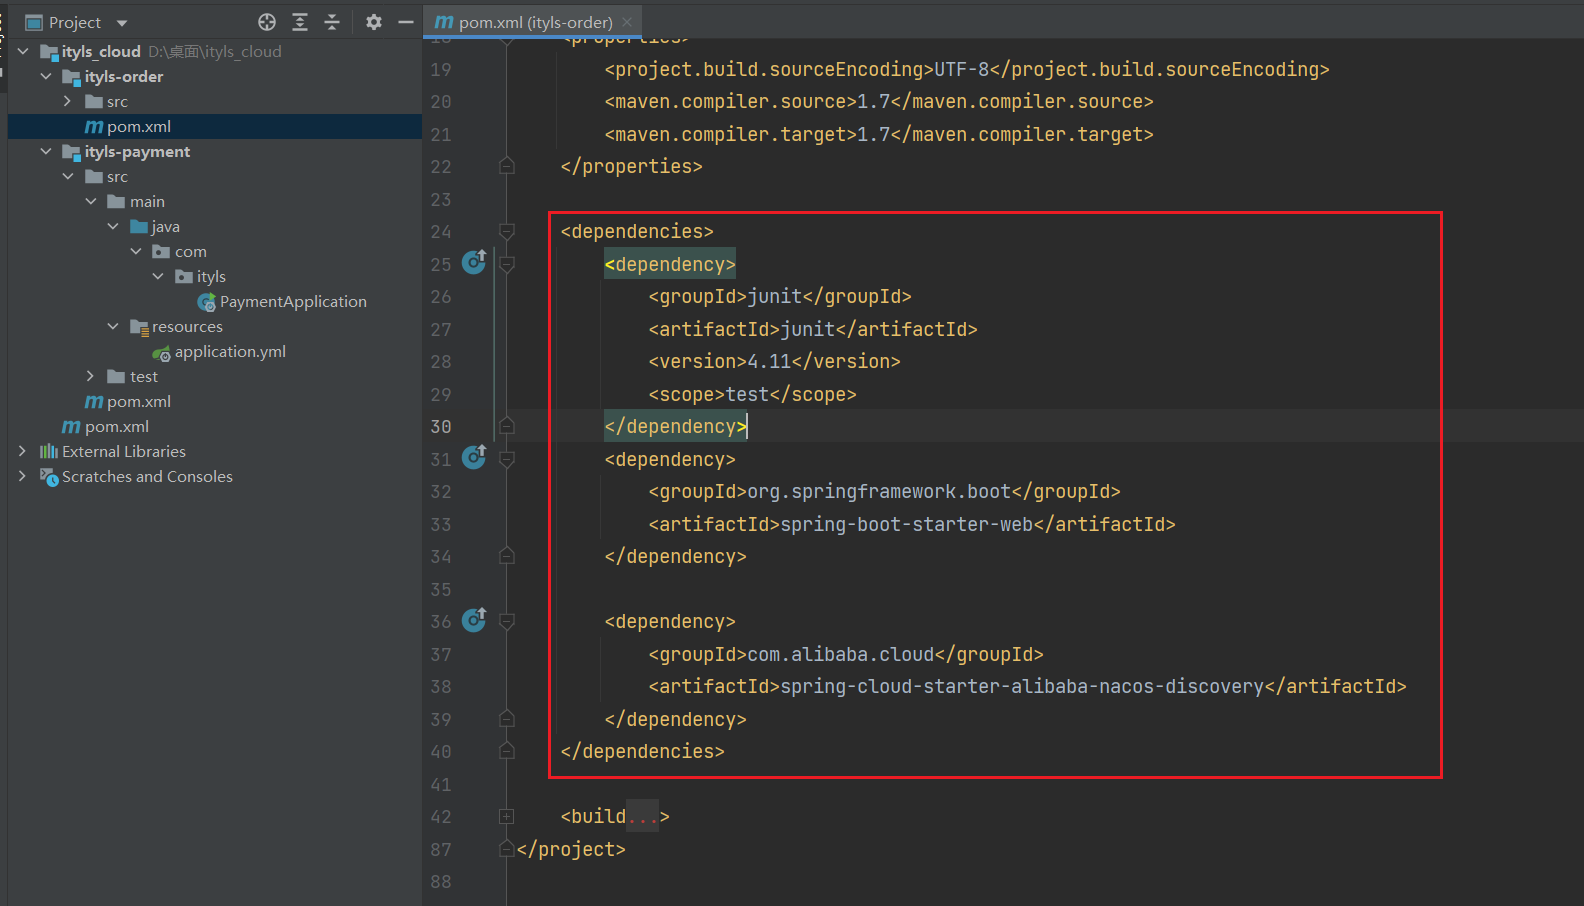 Project
pom.xml (ityls-order)
ityls_cloud D:\桌面\ityls_cloud
ityls-order
src
pom.xml
ityls-payment
src
main
java
com
ityls
PaymentApplication
resources
application.yml
test
pom.xml
pom.xml
External Libraries
Scratches and Consoles
18 <properties>
19 <project.build.sourceEncoding>UTF-8</project.build.sourceEncoding>
20 <maven.compiler.source>1.7</maven.compiler.source>
21 <maven.compiler.target>1.7</maven.compiler.target>
22 </properties>
23
24 <dependencies>
25 <dependency>
26 <groupId>junit</groupId>
27 <artifactId>junit</artifactId>
28 <version>4.11</version>
29 <scope>test</scope>
30 </dependency>
31 <dependency>
32 <groupId>org.springframework.boot</groupId>
33 <artifactId>spring-boot-starter-web</artifactId>
34 </dependency>
35
36 <dependency>
37 <groupId>com.alibaba.cloud</groupId>
38 <artifactId>spring-cloud-starter-alibaba-nacos-discovery</artifactId>
39 </dependency>
40 </dependencies>
41
42 <build...>
87 </project>
88